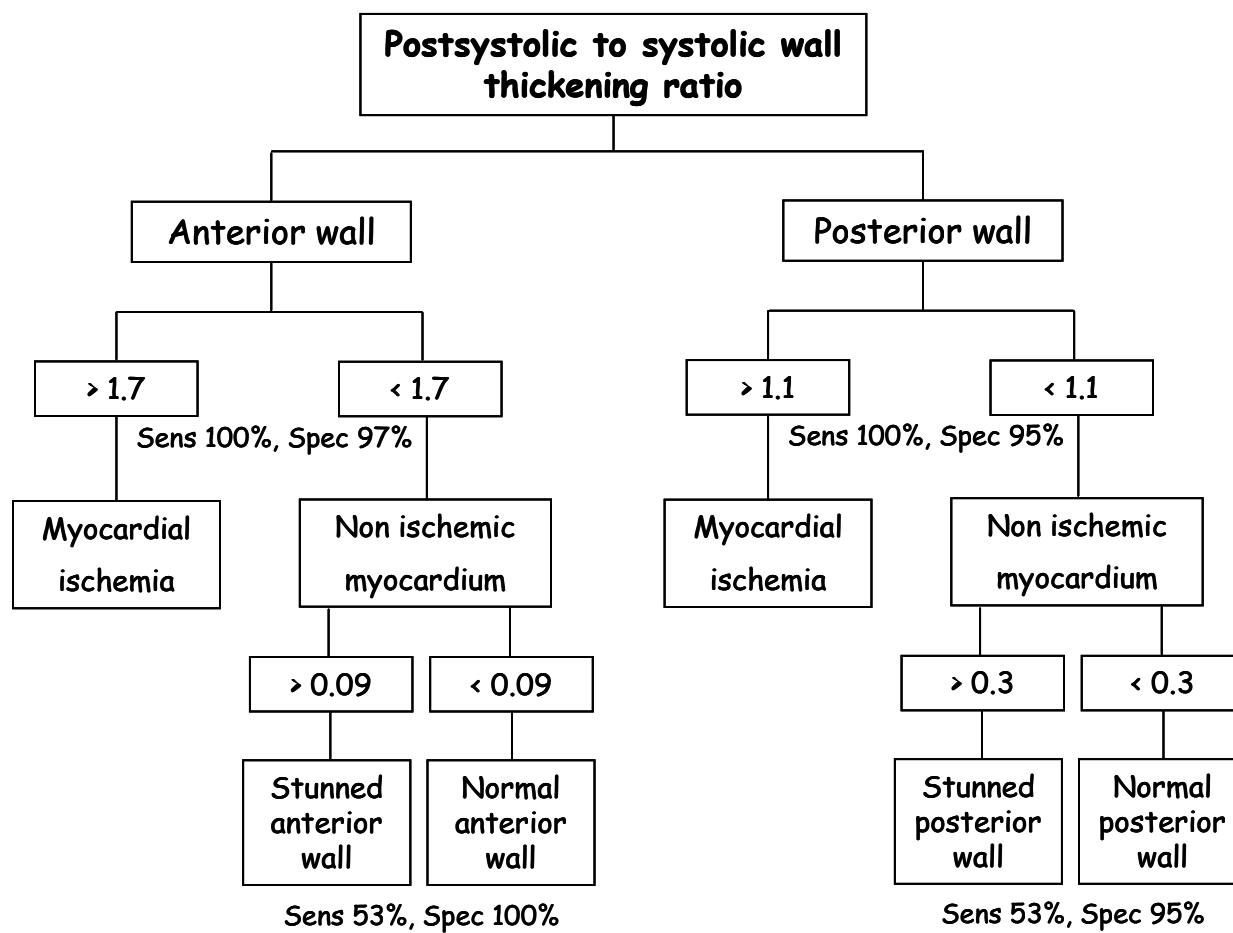 Postsystolic to systolic wall
thickening ratio
Anterior wall
Posterior wall
> 1.7
< 1.7
> 1.1
< 1.1
Sens 100%, Spec 97%
Sens 100%, Spec 95%
Myocardial
ischemia
Non ischemic
myocardium
Myocardial
ischemia
Non ischemic
myocardium
> 0.09
< 0.09
> 0.3
< 0.3
Stunned
anterior
wall
Normal
anterior
wall
Stunned
posterior
wall
Normal
posterior
wall
Sens 53%, Spec 100%
Sens 53%, Spec 95%